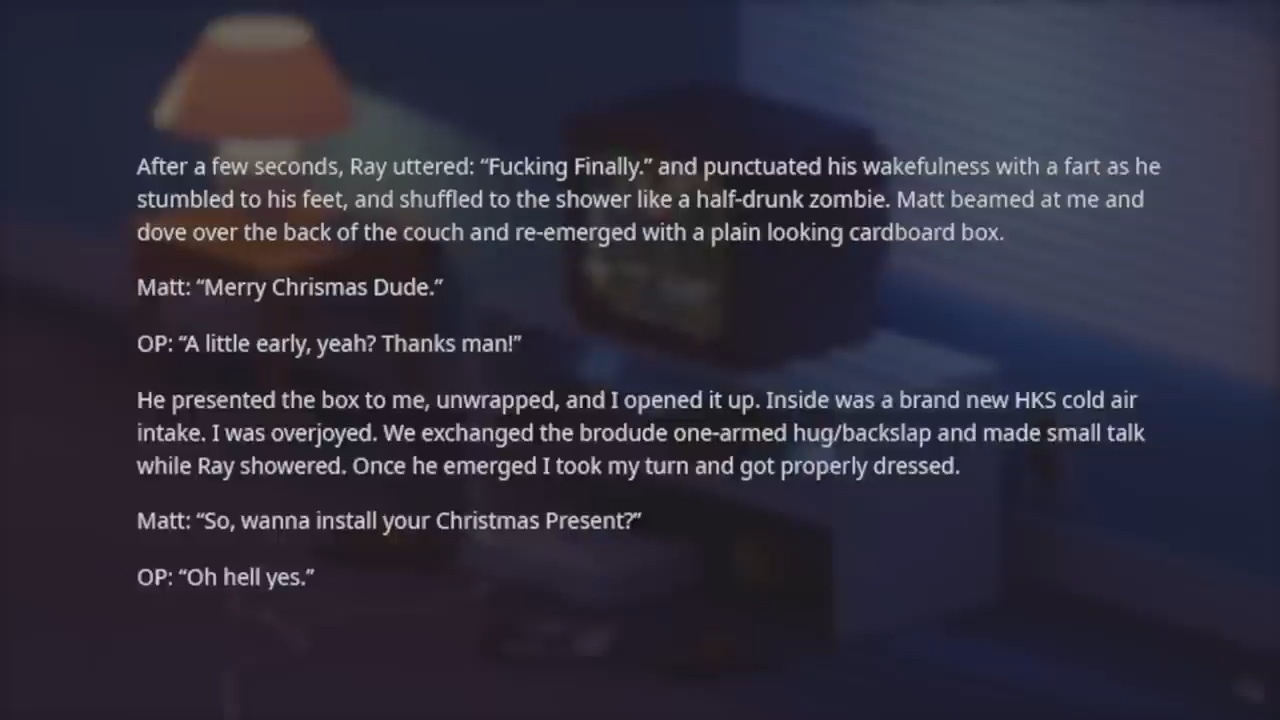 After a few seconds, Ray uttered: “Fucking Finally.” and punctuated his wakefulness with a fart as he
stumbled to his feet, and shuffled to the shower like a half-drunk zombie. Matt beamed at me and
dove over the back of the couch and re-emerged with a plain looking cardboard box.
Matt: “Merry Chrismas Dude.”
OP: “A little early, yeah? Thanks man!”
He presented the box to me, unwrapped, and I opened it up. Inside was a brand new HKS cold air
intake. I was overjoyed. We exchanged the brodude one-armed hug/backslap and made small talk
while Ray showered. Once he emerged I took my turn and got properly dressed.
Matt: “So, wanna install your Christmas Present?”
OP: “Oh hell yes.”